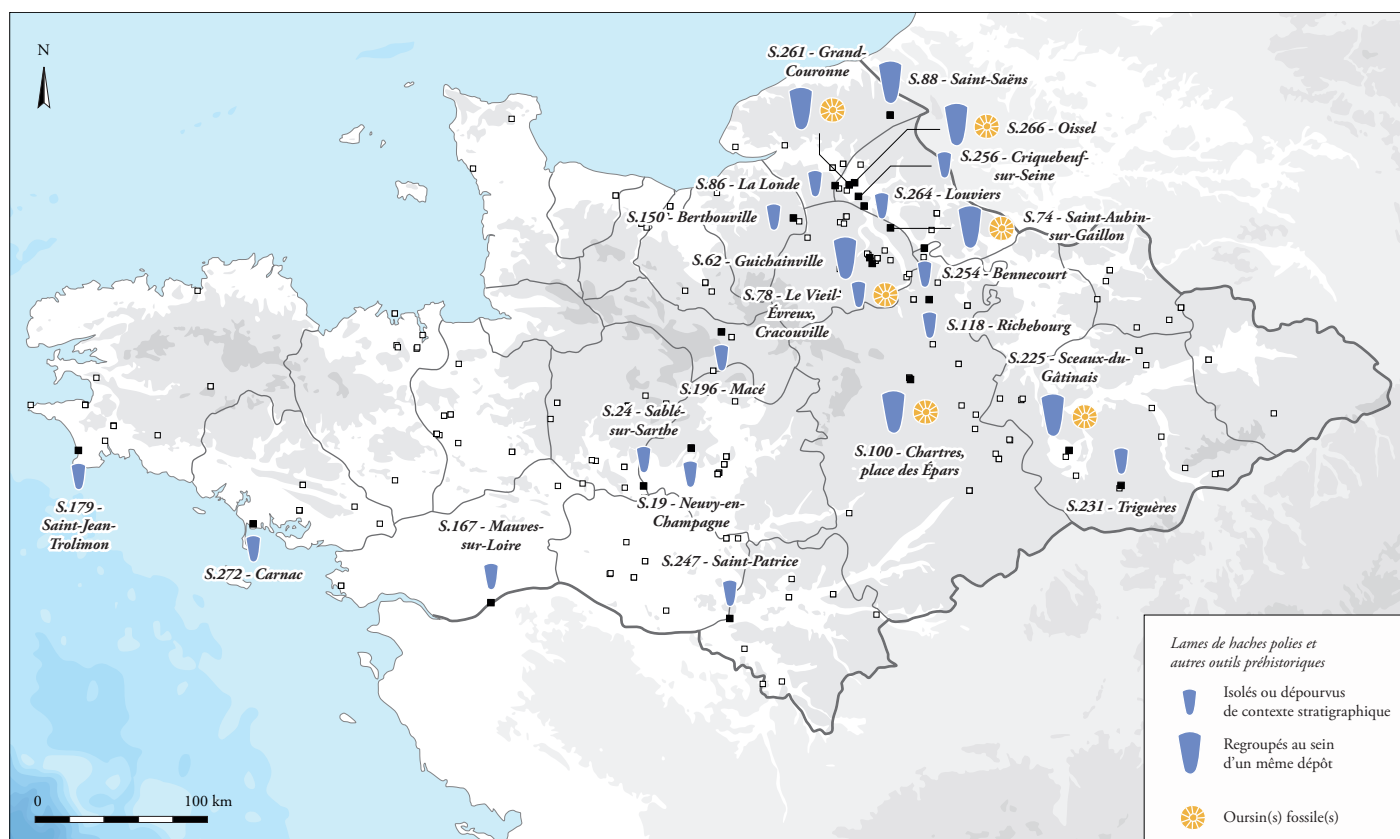 N
S.261 - Grand-
Couronne
S.88 - Saint-Saëns
S.266 - Oissel
S.256 - Criquebeuf-
sur-Seine
S.86 - La Londe
S.264 - Louviers
S.150 - Berthouville
S.74 - Saint-Aubin-
sur-Gaillon
S.62 - Guichainville
S.254 - Bennecourt
S.78 - Le Vieil-
Évreux,
Cracouville
S.118 - Richebourg
S.225 - Sceaux-du-
Gâtinais
S.196 - Macé
S.24 - Sablé-
sur-Sarthe
S.100 - Chartres,
place des Épars
S.179 -
Saint-Jean-
Trolimon
S.19 - Neuvy-en-
Champagne
S.231 - Triguères
S.167 - Mauves-
sur-Loire
S.272 - Carnac
S.247 - Saint-Patrice
Lames de haches polies et
autres outils préhistoriques
Isolés ou dépourvus
de contexte stratigraphique
Regroupés au sein
d'un même dépôt
Oursin(s) fossile(s)
0 100 km